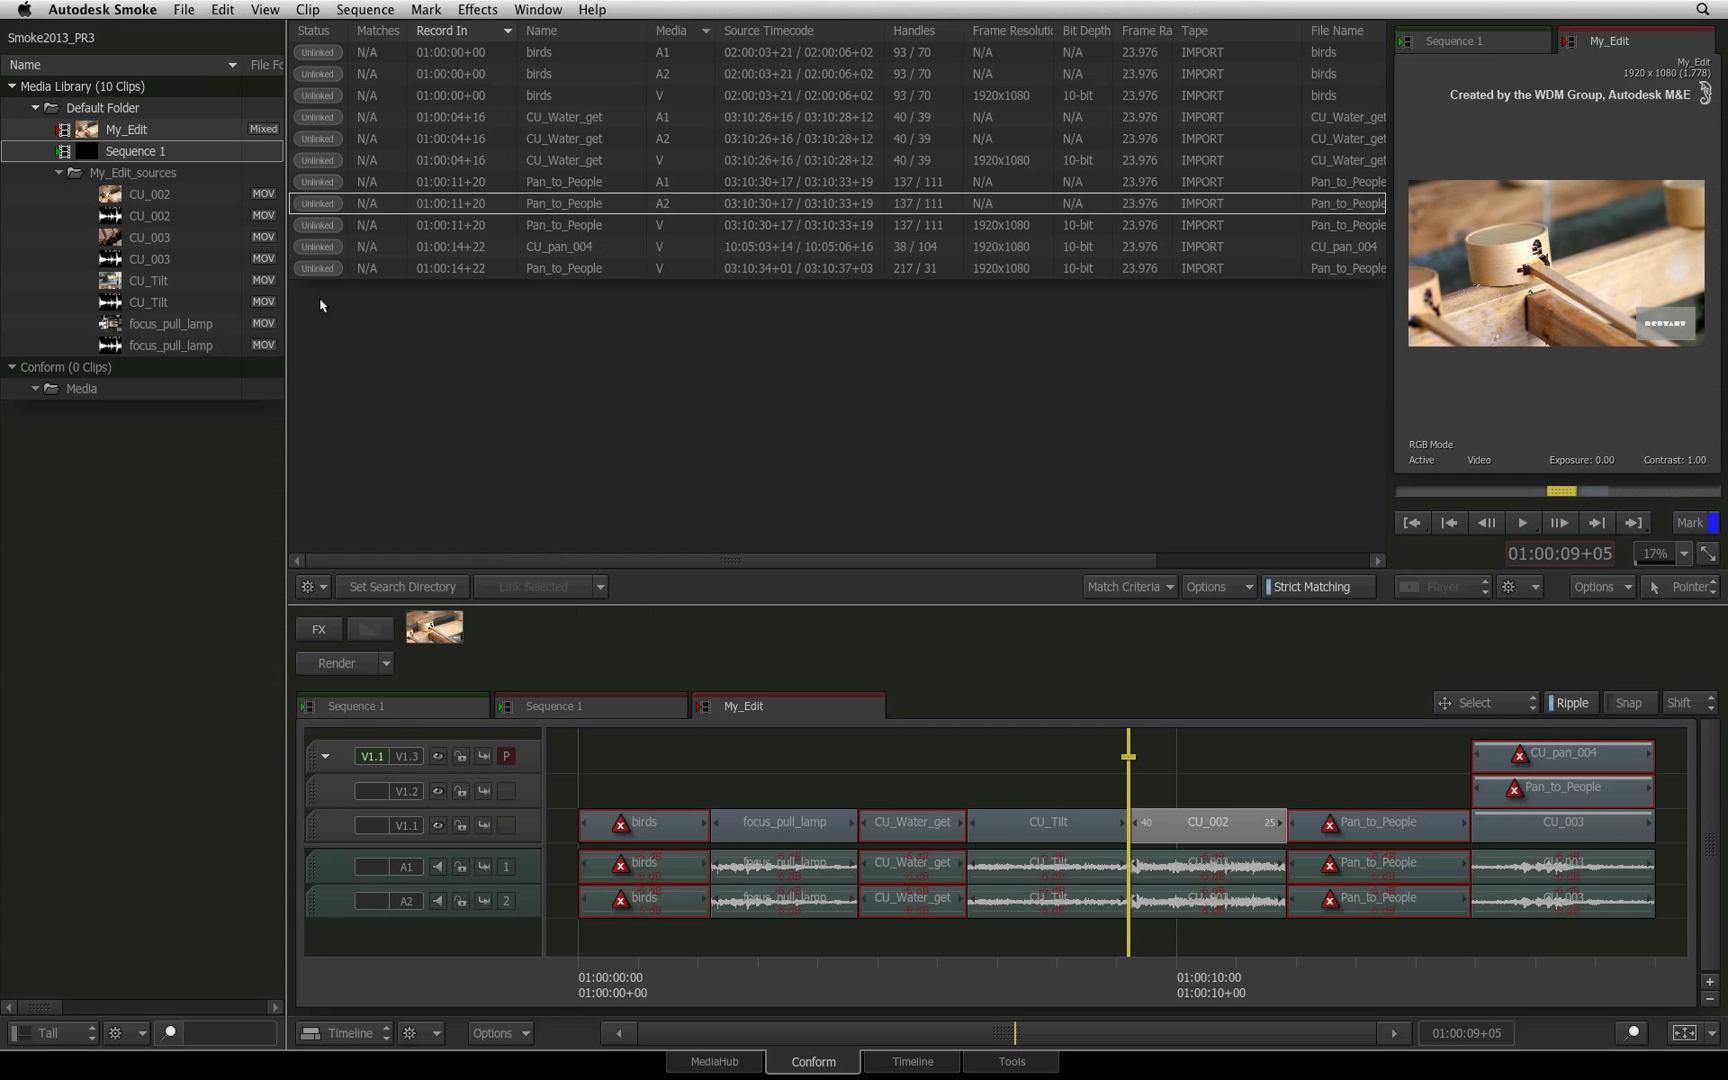 Autodesk Smoke File Edit View Clip Sequence Mark Effects Window Help
Smoke2013_PR3
Name File Fo
Media Library (10 Clips)
Default Folder
My_Edit Mixed
Sequence 1
My_Edit_sources
CU_002 MOV
CU_002 MOV
CU_003 MOV
CU_003 MOV
CU_Tilt MOV
CU_Tilt MOV
focus_pull_lamp MOV
focus_pull_lamp MOV
Conform (0 Clips)
Media
Tall
Status Matches Record In Name Media Source Timecode Handles Frame Resolutio Bit Depth Frame Ra Tape File Name
Unlinked N/A 01:00:00+00 birds A1 02:00:03+21 / 02:00:06+02 93 / 70 N/A N/A 23.976 IMPORT birds
Unlinked N/A 01:00:00+00 birds A2 02:00:03+21 / 02:00:06+02 93 / 70 N/A N/A 23.976 IMPORT birds
Unlinked N/A 01:00:00+00 birds V 02:00:03+21 / 02:00:06+02 93 / 70 1920x1080 10-bit 23.976 IMPORT birds
Unlinked N/A 01:00:04+16 CU_Water_get A1 03:10:26+16 / 03:10:28+12 40 / 39 N/A N/A 23.976 IMPORT CU_Water_get
Unlinked N/A 01:00:04+16 CU_Water_get A2 03:10:26+16 / 03:10:28+12 40 / 39 N/A N/A 23.976 IMPORT CU_Water_get
Unlinked N/A 01:00:04+16 CU_Water_get V 03:10:26+16 / 03:10:28+12 40 / 39 1920x1080 10-bit 23.976 IMPORT CU_Water_get
Unlinked N/A 01:00:11+20 Pan_to_People A1 03:10:30+17 / 03:10:33+19 137 / 111 N/A N/A 23.976 IMPORT Pan_to_People
Unlinked N/A 01:00:11+20 Pan_to_People A2 03:10:30+17 / 03:10:33+19 137 / 111 N/A N/A 23.976 IMPORT Pan_to_People
Unlinked N/A 01:00:11+20 Pan_to_People V 03:10:30+17 / 03:10:33+19 137 / 111 1920x1080 10-bit 23.976 IMPORT Pan_to_People
Unlinked N/A 01:00:14+22 CU_pan_004 V 10:05:03+14 / 10:05:06+16 38 / 104 1920x1080 10-bit 23.976 IMPORT CU_pan_004
Unlinked N/A 01:00:14+22 Pan_to_People V 03:10:34+01 / 03:10:37+03 217 / 31 1920x1080 10-bit 23.976 IMPORT Pan_to_People
Set Search Directory Link Selected Match Criteria Options Strict Matching
Sequence 1 My_Edit
My_Edit
1920 x 1080 (1.778)
Created by the WDM Group, Autodesk M&E
RGB Mode
Active Video Exposure: 0.00 Contrast: 1.00
Mark
01:00:09+05 17%
Player Options Pointer
FX
Render
Sequence 1 Sequence 1 My_Edit Select Ripple Snap Shift
V1.1 V1.3 P CU_pan_004
V1.2 Pan_to_People
V1.1 birds focus_pull_lamp CU_Water_get CU_Tilt 40 CU_002 25 Pan_to_People CU_003
A1 1 birds focus_pull_lamp CU_Water_get CU_Tilt Pan_to_People CU_003
A2 2 birds focus_pull_lamp CU_Water_get CU_Tilt Pan_to_People CU_003
01:00:00:00 01:00:10:00
01:00:00+00 01:00:10+00
Timeline Options 01:00:09+05
MediaHub Conform Timeline Tools